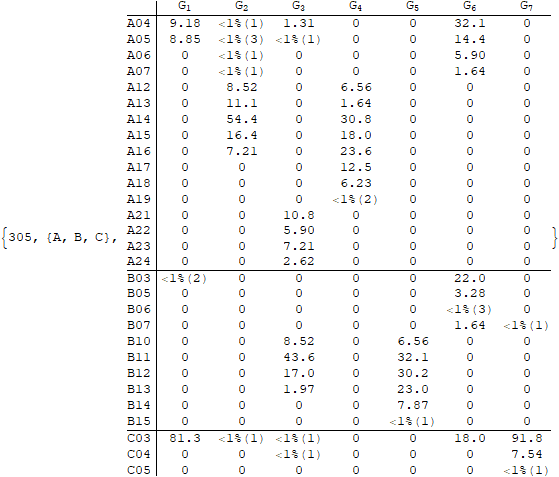 G1 G2 G3 G4 G5 G6 G7
A04 9.18 <1%(1) 1.31 0 0 32.1 0
A05 8.85 <1%(3) <1%(1) 0 0 14.4 0
A06 0 <1%(1) 0 0 0 5.90 0
A07 0 <1%(1) 0 0 0 1.64 0
A12 0 8.52 0 6.56 0 0 0
A13 0 11.1 0 1.64 0 0 0
A14 0 54.4 0 30.8 0 0 0
A15 0 16.4 0 18.0 0 0 0
A16 0 7.21 0 23.6 0 0 0
A17 0 0 0 12.5 0 0 0
A18 0 0 0 6.23 0 0 0
A19 0 0 0 <1%(2) 0 0 0
A21 0 0 10.8 0 0 0 0
A22 0 0 5.90 0 0 0 0
{305, {A, B, C}, A23 0 0 7.21 0 0 0 0 }
A24 0 0 2.62 0 0 0 0
B03 <1%(2) 0 0 0 0 22.0 0
B05 0 0 0 0 0 3.28 0
B06 0 0 0 0 0 <1%(3) 0
B07 0 0 0 0 0 1.64 <1%(1)
B10 0 0 8.52 0 6.56 0 0
B11 0 0 43.6 0 32.1 0 0
B12 0 0 17.0 0 30.2 0 0
B13 0 0 1.97 0 23.0 0 0
B14 0 0 0 0 7.87 0 0
B15 0 0 0 0 <1%(1) 0 0
C03 81.3 <1%(1) <1%(1) 0 0 18.0 91.8
C04 0 0 <1%(1) 0 0 0 7.54
C05 0 0 0 0 0 0 <1%(1)